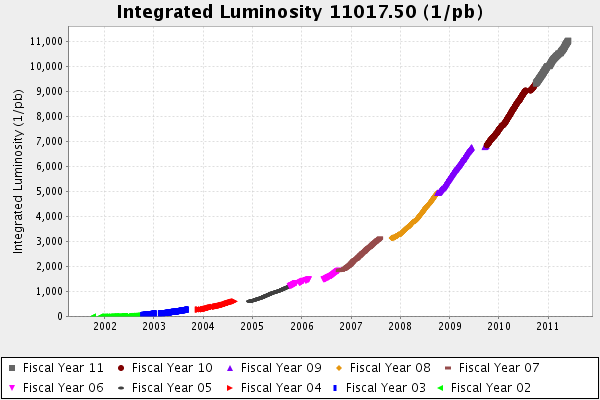 Integrated Luminosity 11017.50 (1/pb)
Integrated Luminosity (1/pb)
11,000
10,000
9,000
8,000
7,000
6,000
5,000
4,000
3,000
2,000
1,000
0
2002 2003 2004 2005 2006 2007 2008 2009 2010 2011
Fiscal Year 11 Fiscal Year 10 Fiscal Year 09 Fiscal Year 08 Fiscal Year 07
Fiscal Year 06 Fiscal Year 05 Fiscal Year 04 Fiscal Year 03 Fiscal Year 02